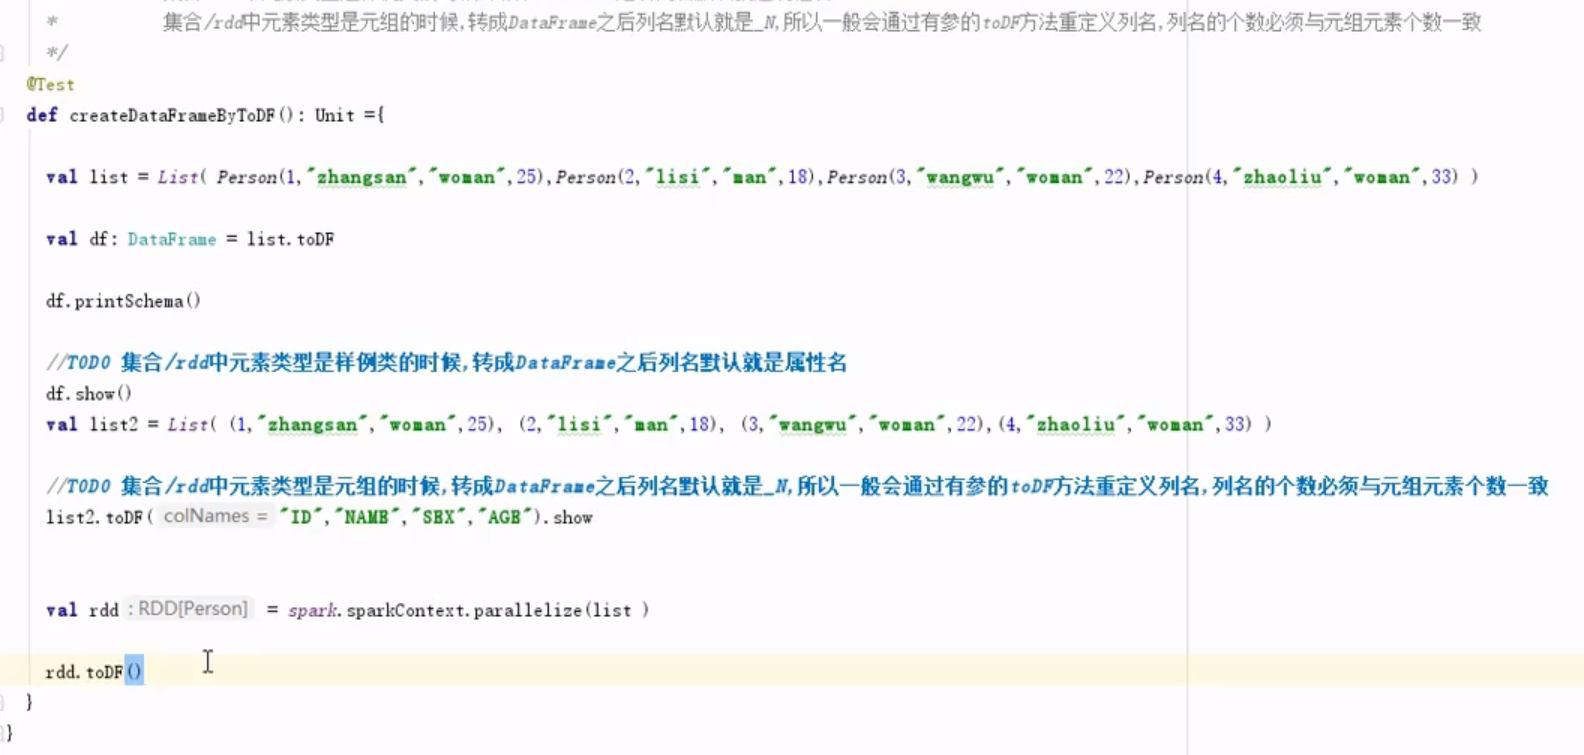 * 集合/rdd中元素类型是元组的时候,转成DataFrame之后列名默认就是_N,所以一般会通过有参的toDF方法重定义列名,列名的个数必须与元组元素个数一致
*/
@Test
def createDataFrameByToDF(): Unit ={
val list = List( Person(1,"zhangsan","woman",25),Person(2,"lisi","man",18),Person(3,"wangwu","woman",22),Person(4,"zhaoliu","woman",33) )
val df: DataFrame = list.toDF
df.printSchema()
//TODO 集合/rdd中元素类型是样例类的时候,转成DataFrame之后列名默认就是属性名
df.show()
val list2 = List( (1,"zhangsan","woman",25), (2,"lisi","man",18), (3,"wangwu","woman",22),(4,"zhaoliu","woman",33) )
//TODO 集合/rdd中元素类型是元组的时候,转成DataFrame之后列名默认就是_N,所以一般会通过有参的toDF方法重定义列名,列名的个数必须与元组元素个数一致
list2.toDF( colNames = "ID","NAME","SEX","AGE").show
val rdd : RDD[Person] = spark.sparkContext.parallelize(list )
rdd.toDF()
}
}